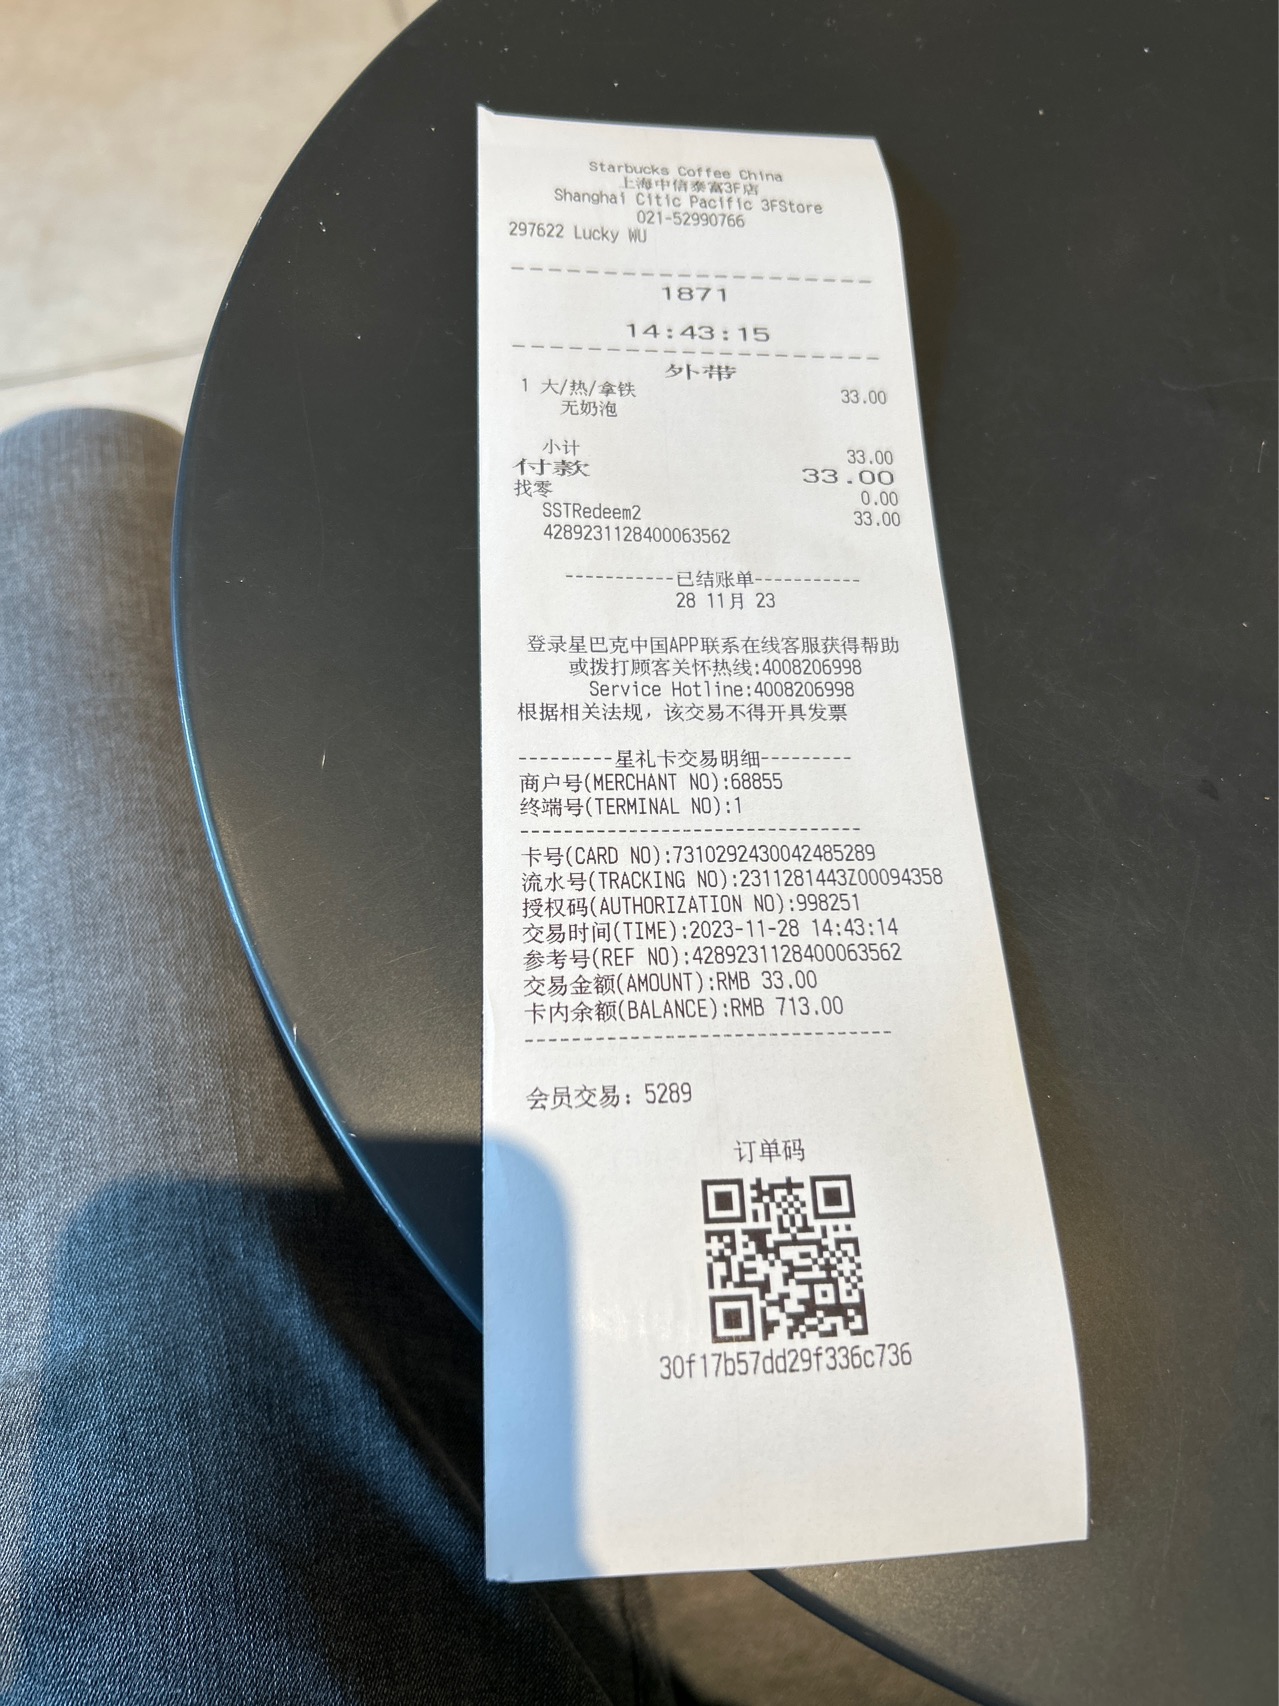 Starbucks Coffee China
上海中信泰富3F店
Shanghai Citic Pacific 3FStore
021-52990766
297622 Lucky WU
--------------------------------
1871
14:43:15
--------------------------------
外带
1 大/热/拿铁 33.00
无奶泡
小计 33.00
付款 33.00
找零 0.00
SSTRedeem2 33.00
4289231128400063562
-----------已结账单-----------
28 11月 23
登录星巴克中国APP联系在线客服获得帮助
或拨打顾客关怀热线:4008206998
Service Hotline:4008206998
根据相关法规，该交易不得开具发票
---------星礼卡交易明细---------
商户号(MERCHANT NO):68855
终端号(TERMINAL NO):1
--------------------------------
卡号(CARD NO):7310292430042485289
流水号(TRACKING NO):2311281443Z00094358
授权码(AUTHORIZATION NO):998251
交易时间(TIME):2023-11-28 14:43:14
参考号(REF NO):4289231128400063562
交易金额(AMOUNT):RMB 33.00
卡内余额(BALANCE):RMB 713.00
--------------------------------
会员交易: 5289
订单码
30f17b57dd29f336c736